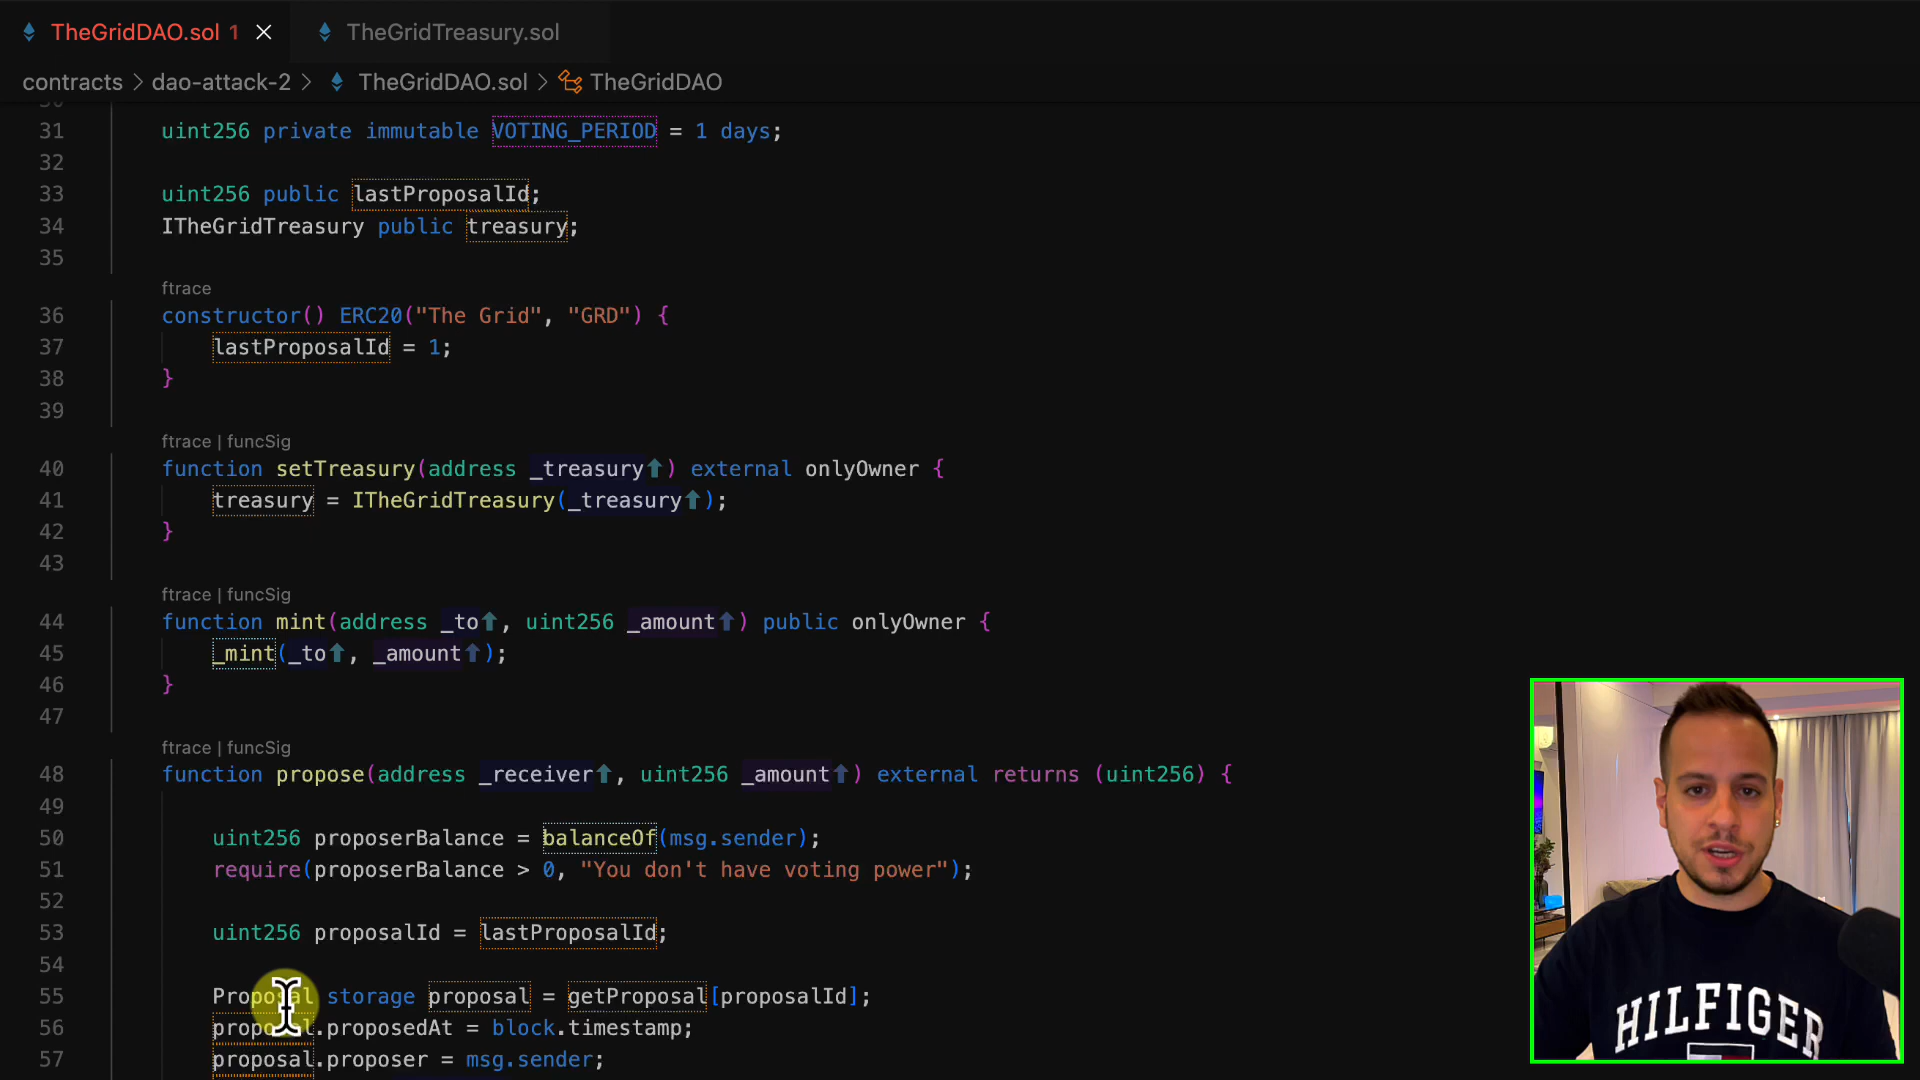 TheGridDAO.sol 1
TheGridTreasury.sol
contracts > dao-attack-2 > TheGridDAO.sol > TheGridDAO
31 uint256 private immutable VOTING_PERIOD = 1 days;
32
33 uint256 public lastProposalId;
34 ITheGridTreasury public treasury;
35
ftrace
36 constructor() ERC20("The Grid", "GRD") {
37 lastProposalId = 1;
38 }
39
ftrace | funcSig
40 function setTreasury(address _treasury↑) external onlyOwner {
41 treasury = ITheGridTreasury(_treasury↑);
42 }
43
ftrace | funcSig
44 function mint(address _to↑, uint256 _amount↑) public onlyOwner {
45 _mint(_to↑, _amount↑);
46 }
47
ftrace | funcSig
48 function propose(address _receiver↑, uint256 _amount↑) external returns (uint256) {
49
50 uint256 proposerBalance = balanceOf(msg.sender);
51 require(proposerBalance > 0, "You don't have voting power");
52
53 uint256 proposalId = lastProposalId;
54
55 Proposal storage proposal = getProposal[proposalId];
56 proposal.proposedAt = block.timestamp;
57 proposal.proposer = msg.sender;
HILFIGER